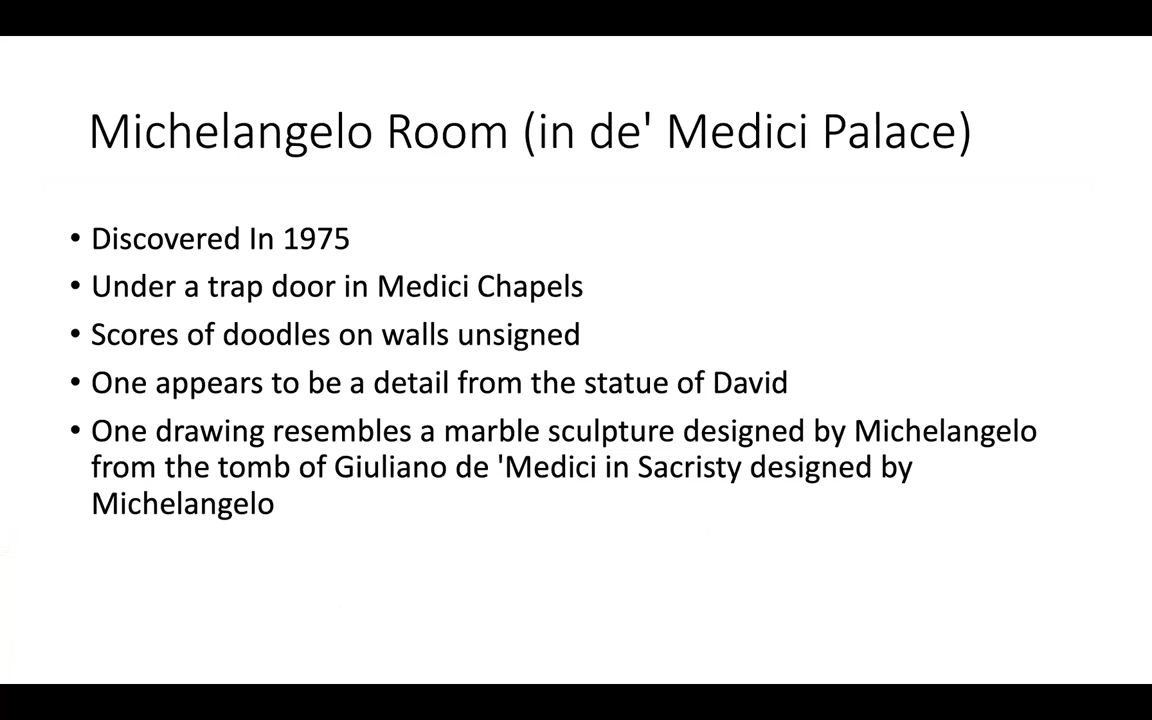 Michelangelo Room (in de' Medici Palace)
• Discovered In 1975
• Under a trap door in Medici Chapels
• Scores of doodles on walls unsigned
• One appears to be a detail from the statue of David
• One drawing resembles a marble sculpture designed by Michelangelo
from the tomb of Giuliano de 'Medici in Sacristy designed by
Michelangelo